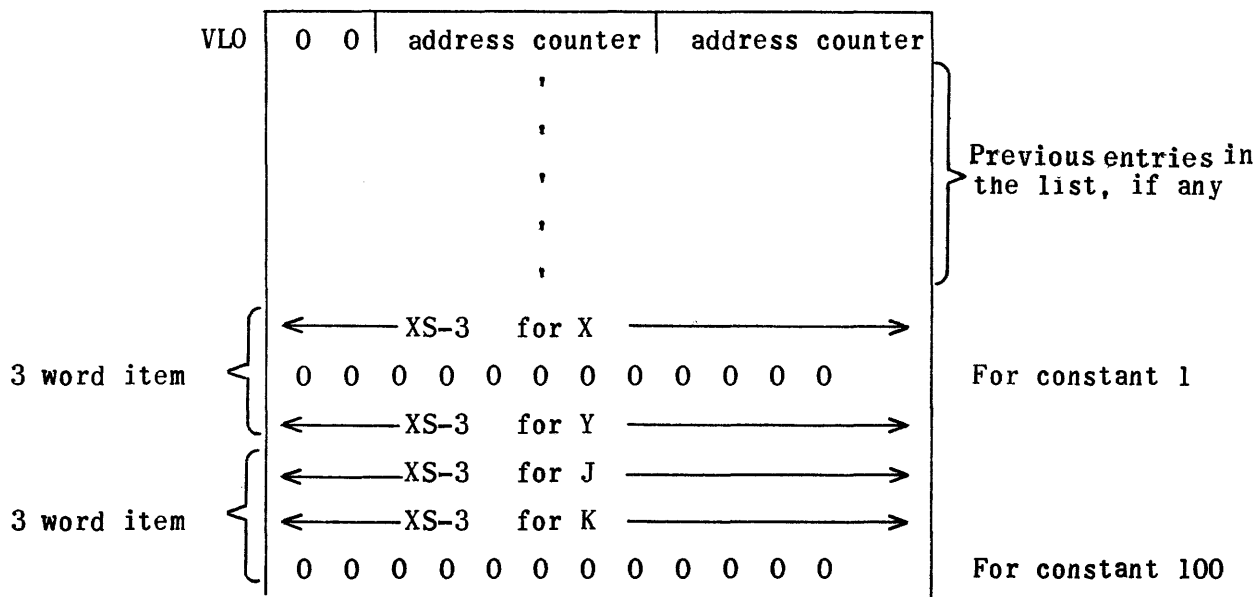 VLO 0 0 address counter address counter
Previous entries in
the list, if any
XS-3 for X
3 word item 0 0 0 0 0 0 0 0 0 0 0 0 For constant 1
XS-3 for Y
XS-3 for J
3 word item XS-3 for K
0 0 0 0 0 0 0 0 0 0 0 0 For constant 100